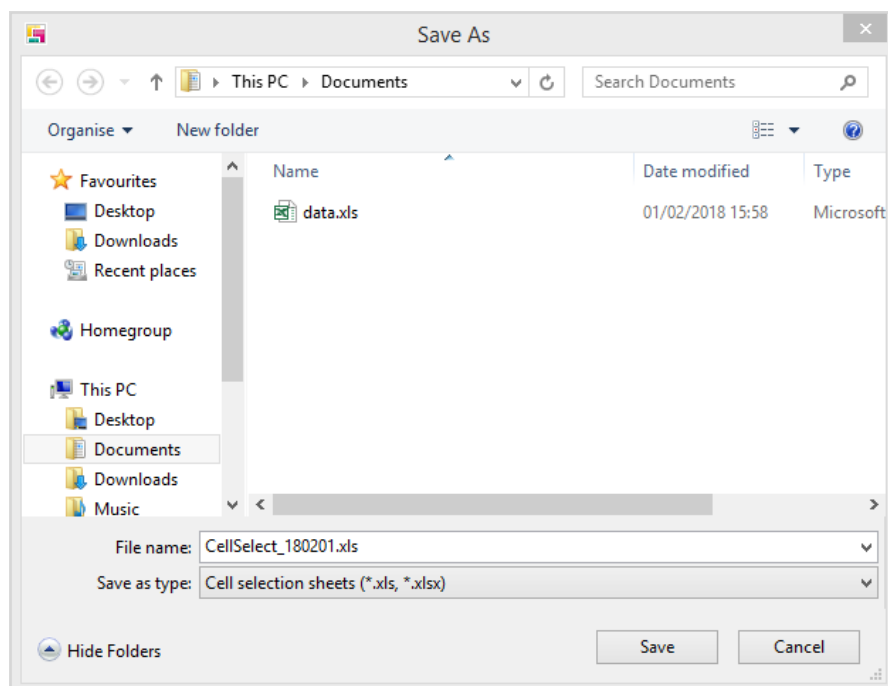 Save As
This PC Documents
Search Documents
Organise New folder
Name Date modified Type
Favourites
data.xls 01/02/2018 15:58 Microsoft
Desktop
Downloads
Recent places
Homegroup
This PC
Desktop
Documents
Downloads
Music
File name: CellSelect_180201.xls
Save as type: Cell selection sheets (*.xls, *.xlsx)
Hide Folders Save Cancel